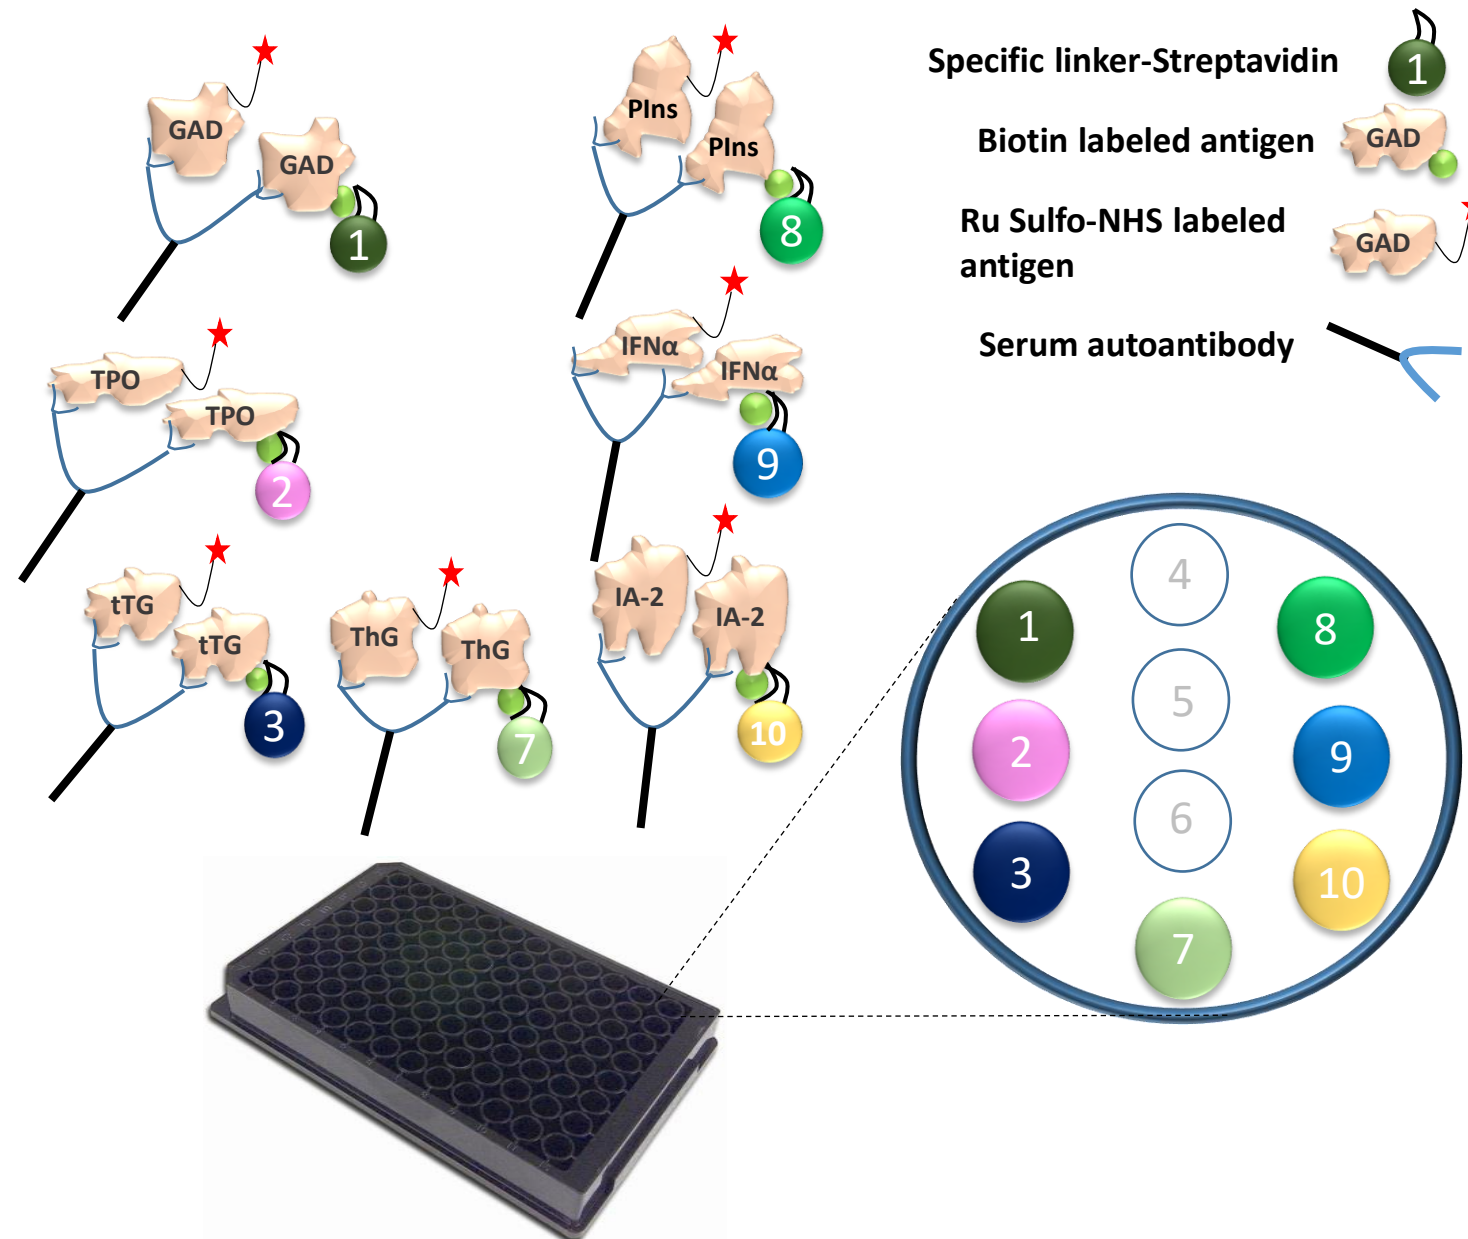 GAD
GAD
1
PIns
PIns
8
Specific linker-Streptavidin
1
Biotin labeled antigen
GAD
Ru Sulfo-NHS labeled
antigen
GAD
Serum autoantibody
TPO
TPO
2
IFNα
IFNα
9
tTG
tTG
3
ThG
ThG
7
IA-2
IA-2
10
4
1
8
5
2
9
6
3
10
7